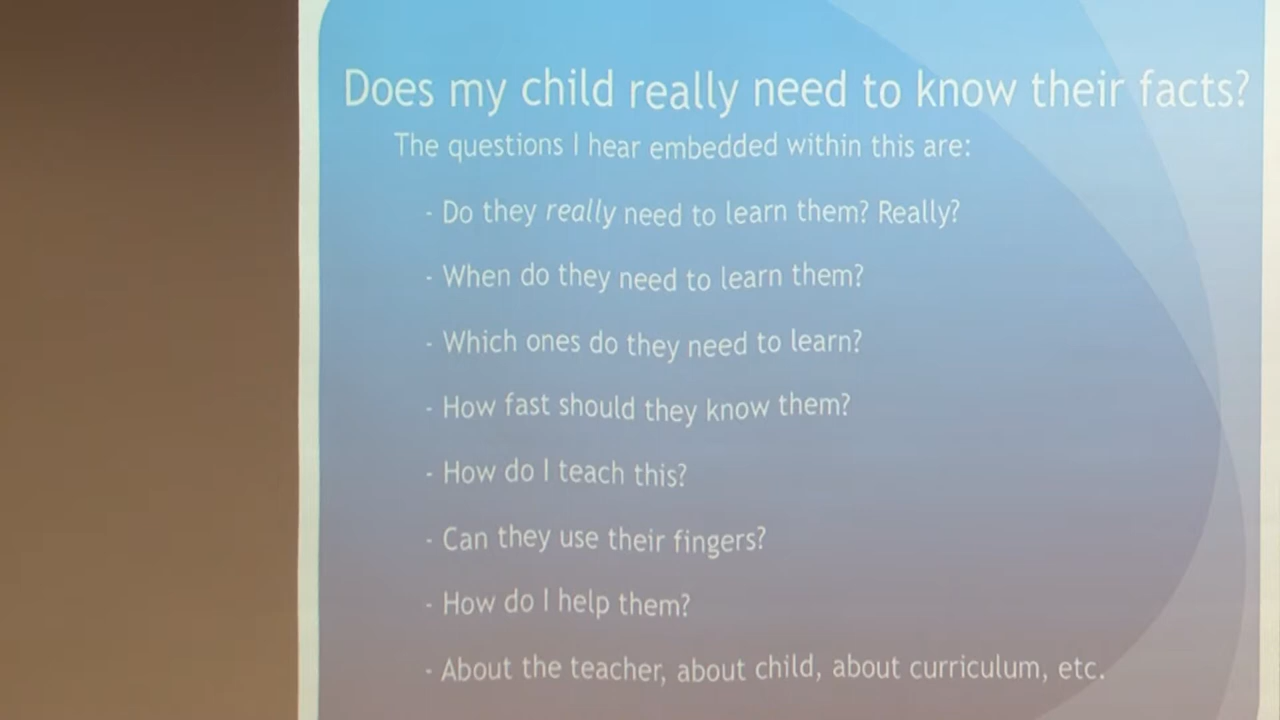 Does my child really need to know their facts?
The questions I hear embedded within this are:
- Do they really need to learn them? Really?
- When do they need to learn them?
- Which ones do they need to learn?
- How fast should they know them?
- How do I teach this?
- Can they use their fingers?
- How do I help them?
- About the teacher, about child, about curriculum, etc.